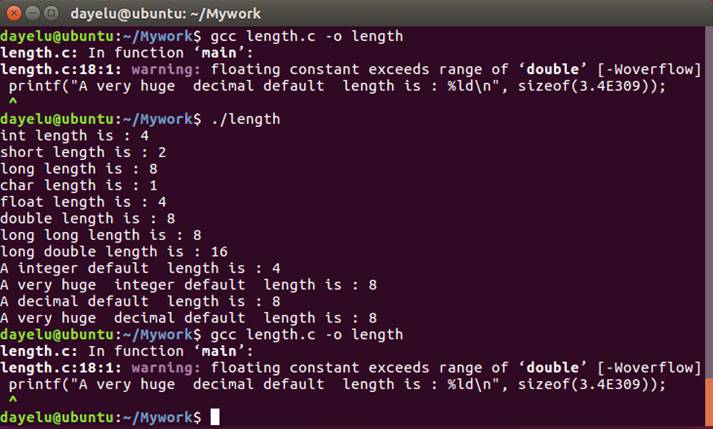 dayelu@ubuntu: ~/Mywork
dayelu@ubuntu:~/Mywork$ gcc length.c -o length
length.c: In function ‘main’:
length.c:18:1: warning: floating constant exceeds range of ‘double’ [-Woverflow]
 printf("A very huge  decimal default  length is : %ld\n", sizeof(3.4E309));
 ^
dayelu@ubuntu:~/Mywork$ ./length
int length is : 4
short length is : 2
long length is : 8
char length is : 1
float length is : 4
double length is : 8
long long length is : 8
long double length is : 16
A integer default  length is : 4
A very huge  integer default  length is : 8
A decimal default  length is : 8
A very huge  decimal default  length is : 8
dayelu@ubuntu:~/Mywork$ gcc length.c -o length
length.c: In function ‘main’:
length.c:18:1: warning: floating constant exceeds range of ‘double’ [-Woverflow]
 printf("A very huge  decimal default  length is : %ld\n", sizeof(3.4E309));
 ^
dayelu@ubuntu:~/Mywork$